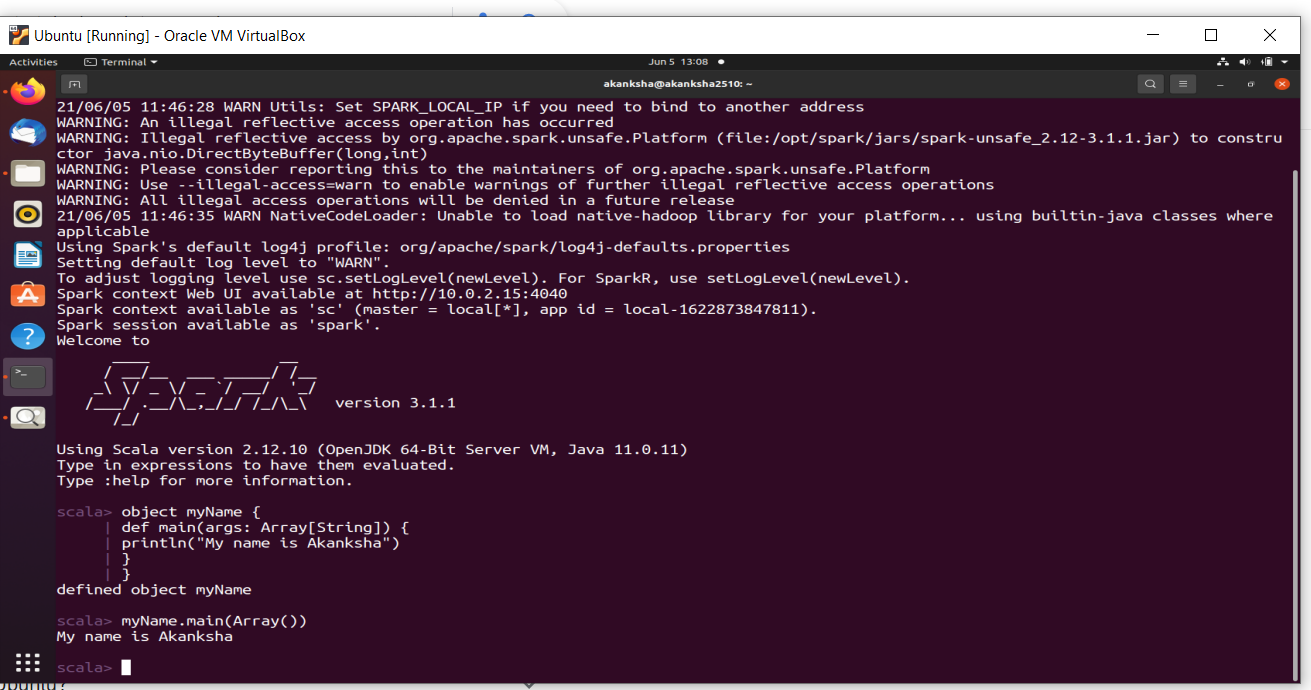 Ubuntu [Running] - Oracle VM VirtualBox
Activities Terminal Jun 5 13:08
akanksha@akanksha2510: ~
21/06/05 11:46:28 WARN Utils: Set SPARK_LOCAL_IP if you need to bind to another address
WARNING: An illegal reflective access operation has occurred
WARNING: Illegal reflective access by org.apache.spark.unsafe.Platform (file:/opt/spark/jars/spark-unsafe_2.12-3.1.1.jar) to constru
ctor java.nio.DirectByteBuffer(long,int)
WARNING: Please consider reporting this to the maintainers of org.apache.spark.unsafe.Platform
WARNING: Use --illegal-access=warn to enable warnings of further illegal reflective access operations
WARNING: All illegal access operations will be denied in a future release
21/06/05 11:46:35 WARN NativeCodeLoader: Unable to load native-hadoop library for your platform... using builtin-java classes where
applicable
Using Spark's default log4j profile: org/apache/spark/log4j-defaults.properties
Setting default log level to "WARN".
To adjust logging level use sc.setLogLevel(newLevel). For SparkR, use setLogLevel(newLevel).
Spark context Web UI available at http://10.0.2.15:4040
Spark context available as 'sc' (master = local[*], app id = local-1622873847811).
Spark session available as 'spark'.
Welcome to
Spark version 3.1.1
Using Scala version 2.12.10 (OpenJDK 64-Bit Server VM, Java 11.0.11)
Type in expressions to have them evaluated.
Type :help for more information.
scala> object myName {
| def main(args: Array[String]) {
| println("My name is Akanksha")
| }
| }
defined object myName
scala> myName.main(Array())
My name is Akanksha
scala>